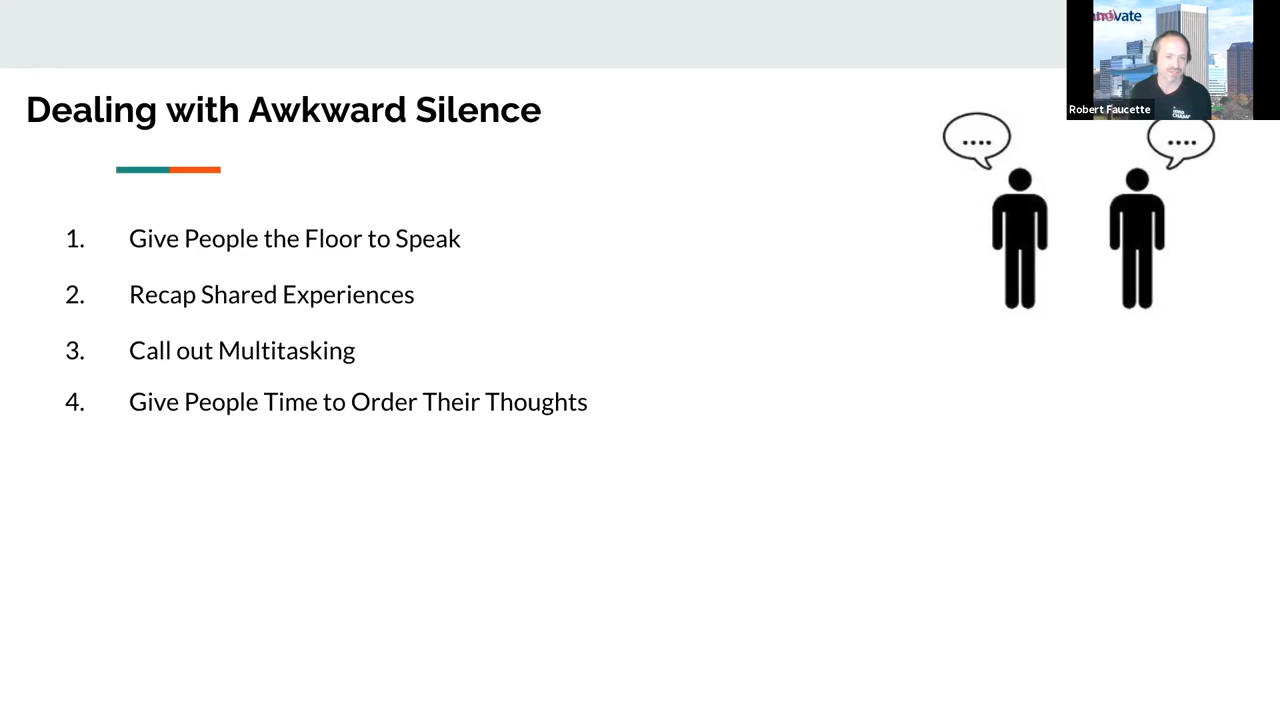 Dealing with Awkward Silence
1. Give People the Floor to Speak
2. Recap Shared Experiences
3. Call out Multitasking
4. Give People Time to Order Their Thoughts
....
....
Robert Faucette